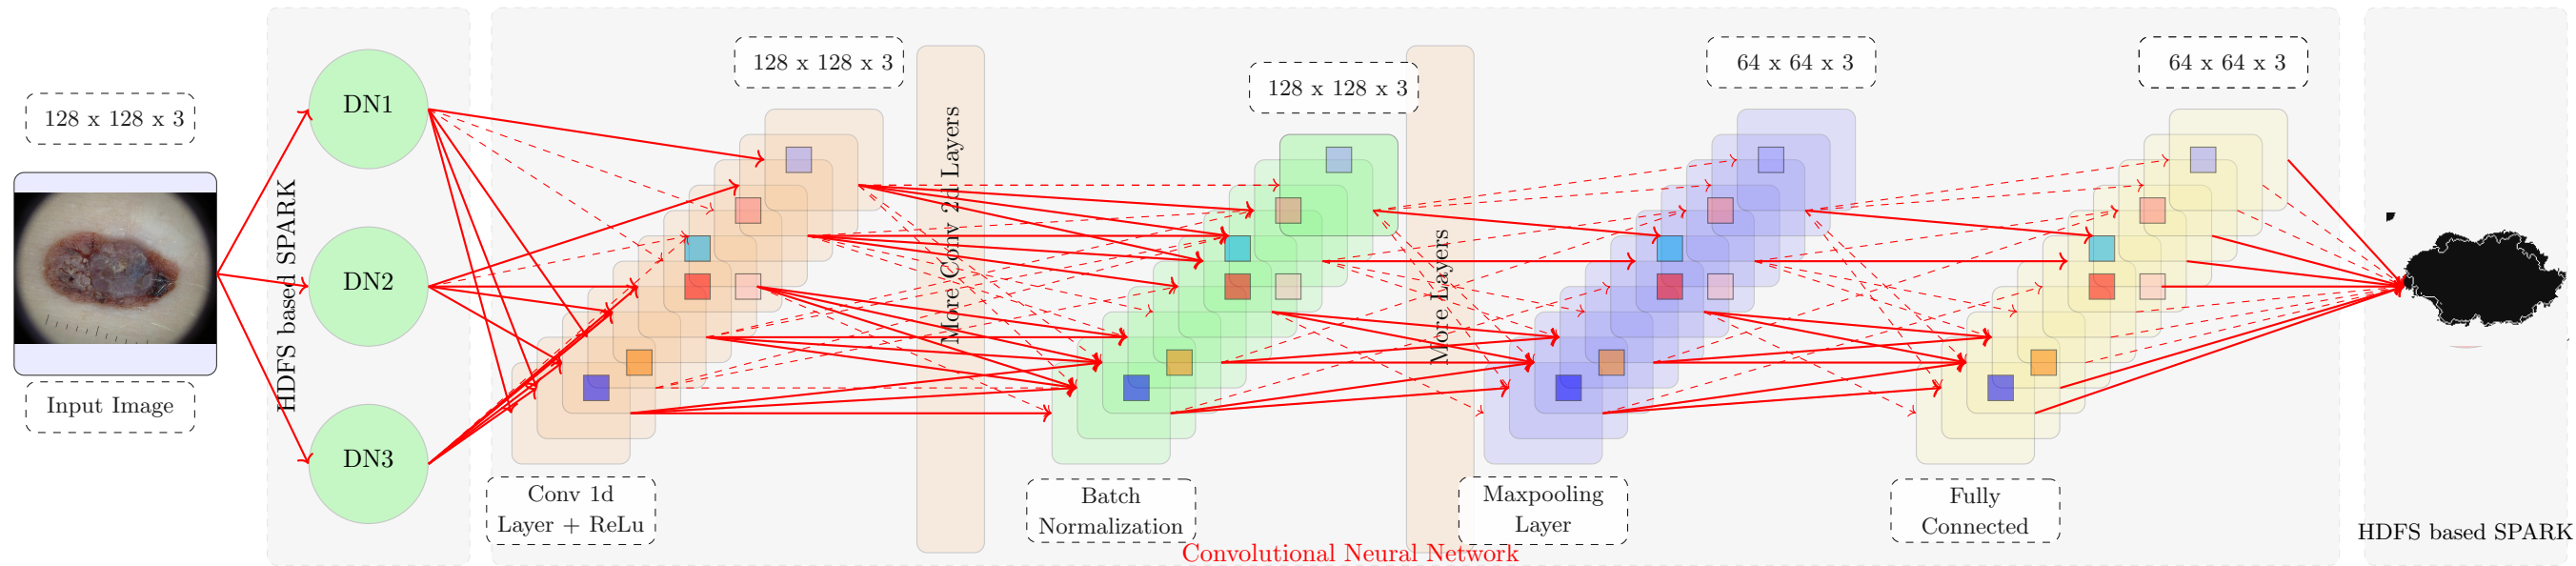 128 x 128 x 3
Input Image
HDFS based SPARK
DN1
DN2
DN3
128 x 128 x 3
Conv 1d
Layer + ReLu
More Conv 2d Layers
128 x 128 x 3
Batch
Normalization
More Layers
64 x 64 x 3
Maxpooling
Layer
64 x 64 x 3
Fully
Connected
Convolutional Neural Network
HDFS based SPARK